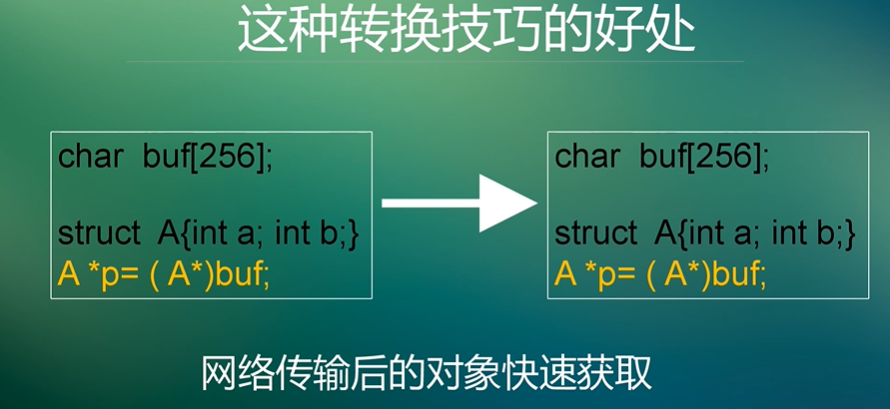 这种转换技巧的好处
char buf[256];
struct A{int a; int b;}
A *p= ( A*)buf;
char buf[256];
struct A{int a; int b;}
A *p= ( A*)buf;
网络传输后的对象快速获取